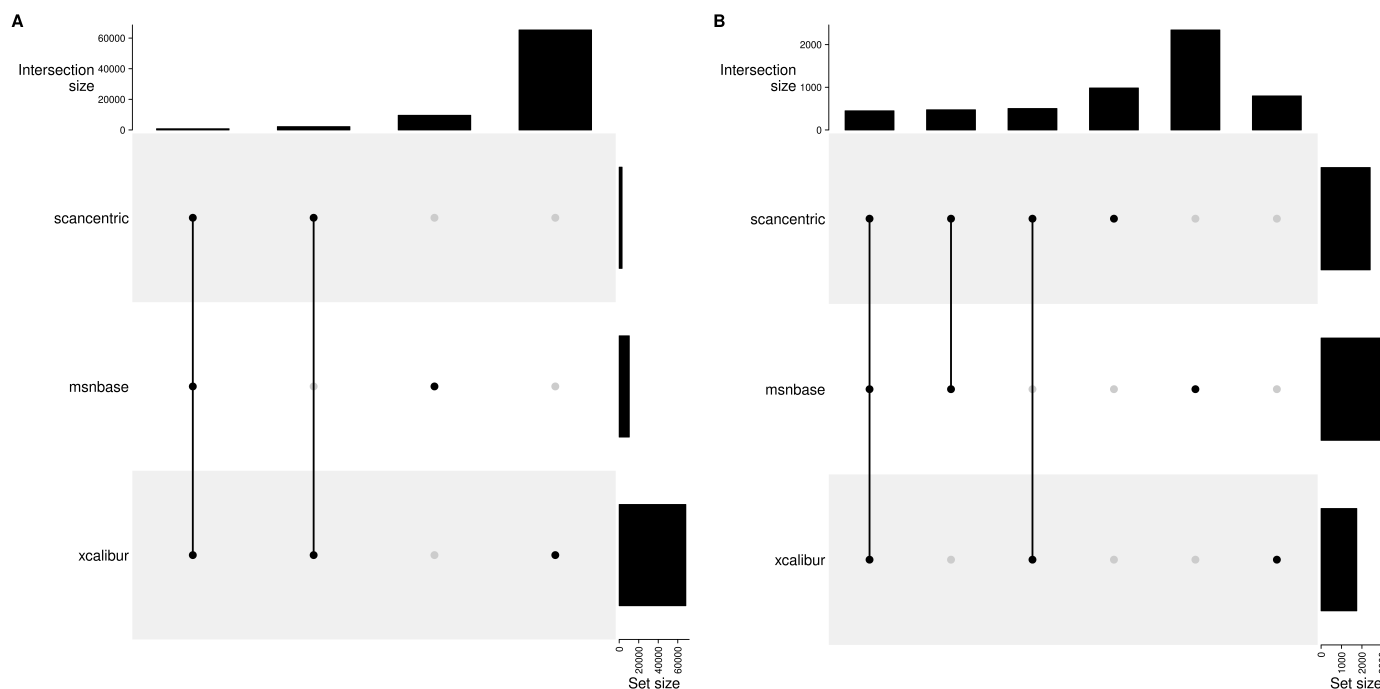 A
Intersection
size
60000
40000
20000
0
scancentric
msnbase
xcalibur
0
20000
40000
60000
Set size
B
Intersection
size
2000
1000
0
scancentric
msnbase
xcalibur
0
1000
2000
Set size